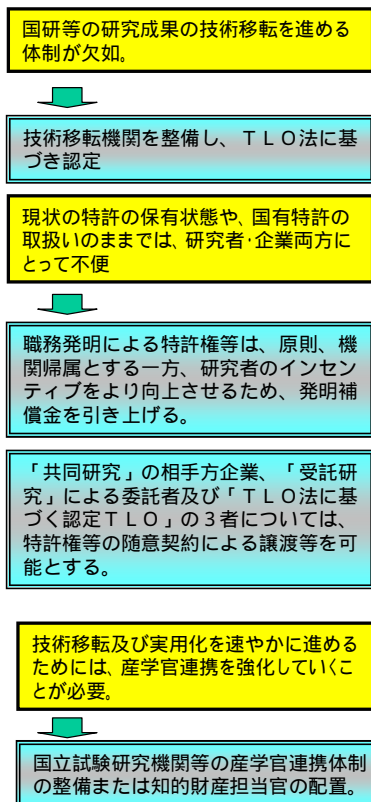 国研等の研究成果の技術移転を進める
体制が欠如。
技術移転機関を整備し、ＴＬＯ法に基
づき認定
現状の特許の保有状態や、国有特許の
取扱いのままでは、研究者・企業両方に
とって不便
職務発明による特許権等は、原則、機
関帰属とする一方、研究者のインセン
ティブをより向上させるため、発明補
償金を引き上げる。
「共同研究」の相手方企業、「受託研
究」による委託者及び「ＴＬＯ法に基
づく認定ＴＬＯ」の３者については、
特許権等の随意契約による譲渡等を可
能とする。
技術移転及び実用化を速やかに進める
ためには、産学官連携を強化していくこ
とが必要。
国立試験研究機関等の産学官連携体制
の整備または知的財産担当官の配置。